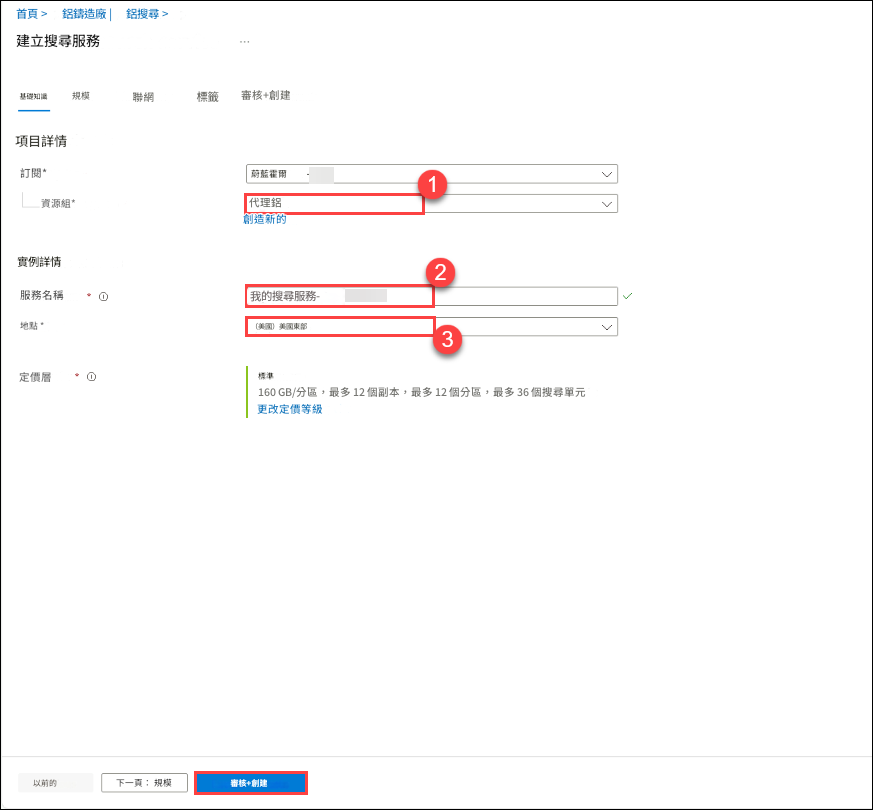 首頁 > 鋁鑄造廠 | 鋁搜尋 >
建立搜尋服務 ...
基礎知識 規模 聯網 標籤 審核+創建
項目詳情
訂閱* 蔚藍霍爾 -
1
資源組* 代理鋁
創造新的
實例詳情
2
服務名稱 * 我的搜尋服務-
地點 * （美國）美國東部
3
定價層 * 標準
160 GB/分區，最多 12 個副本，最多 12 個分區，最多 36 個搜尋單元
更改定價等級
以前的 下一頁： 規模 審核+創建